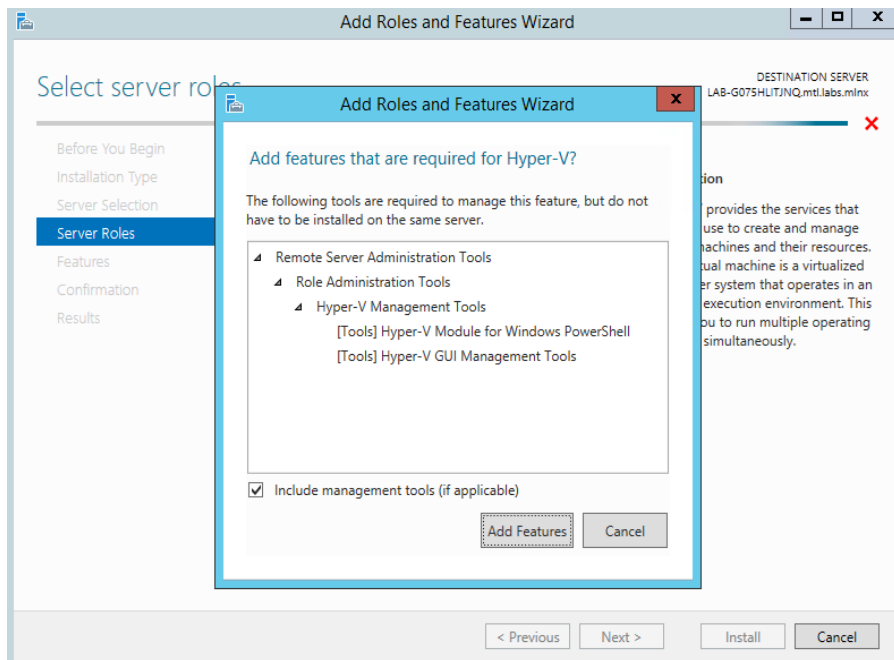 Add Roles and Features Wizard
Select server roles
DESTINATION SERVER
LAB-G075HLITJNQ.mtl.labs.mlnx
Before You Begin
Installation Type
Server Selection
Server Roles
Features
Confirmation
Results
Add Roles and Features Wizard
Add features that are required for Hyper-V?
The following tools are required to manage this feature, but do not
have to be installed on the same server.
Remote Server Administration Tools
Role Administration Tools
Hyper-V Management Tools
[Tools] Hyper-V Module for Windows PowerShell
[Tools] Hyper-V GUI Management Tools
Include management tools (if applicable)
Add Features
Cancel
provides the services that
use to create and manage
and their resources.
machine is a virtualized
system that operates in an
execution environment. This
to run multiple operating
simultaneously.
< Previous
Next >
Install
Cancel